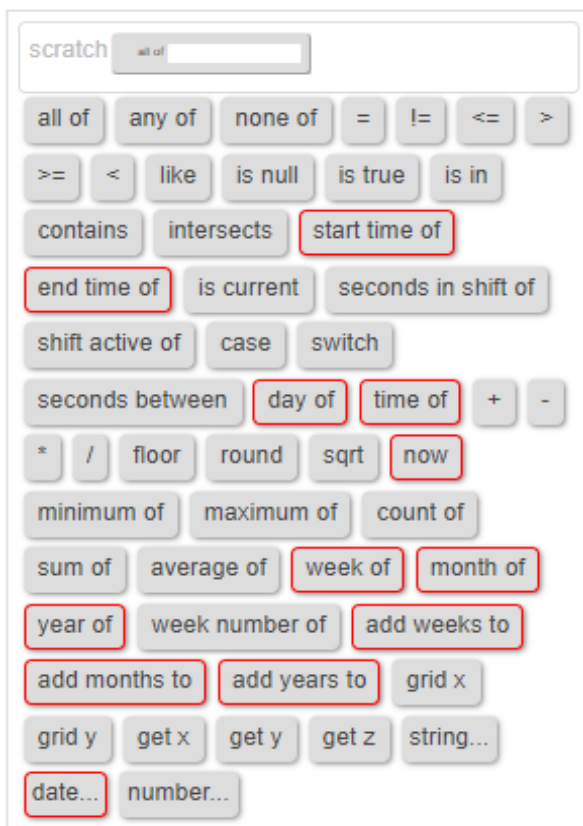 scratch all of
all of any of none of = != <= >
>= < like is null is true is in
contains intersects start time of
end time of is current seconds in shift of
shift active of case switch
seconds between day of time of + -
* / floor round sqrt now
minimum of maximum of count of
sum of average of week of month of
year of week number of add weeks to
add months to add years to grid x
grid y get x get y get z string...
date... number...